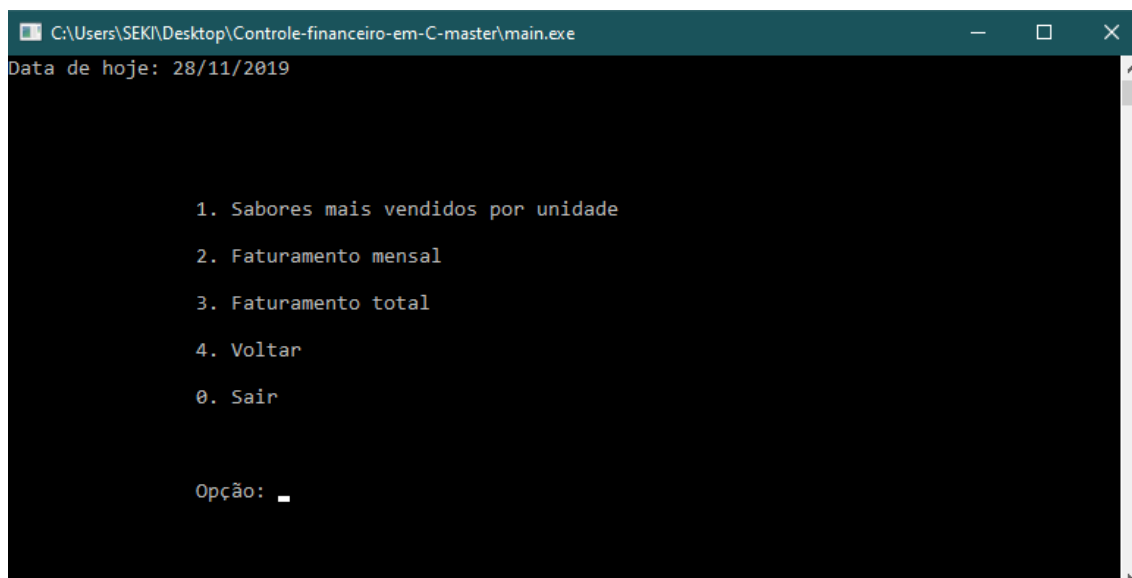 C:\Users\SEKI\Desktop\Controle-financeiro-em-C-master\main.exe
Data de hoje: 28/11/2019
1. Sabores mais vendidos por unidade
2. Faturamento mensal
3. Faturamento total
4. Voltar
0. Sair
Opção: